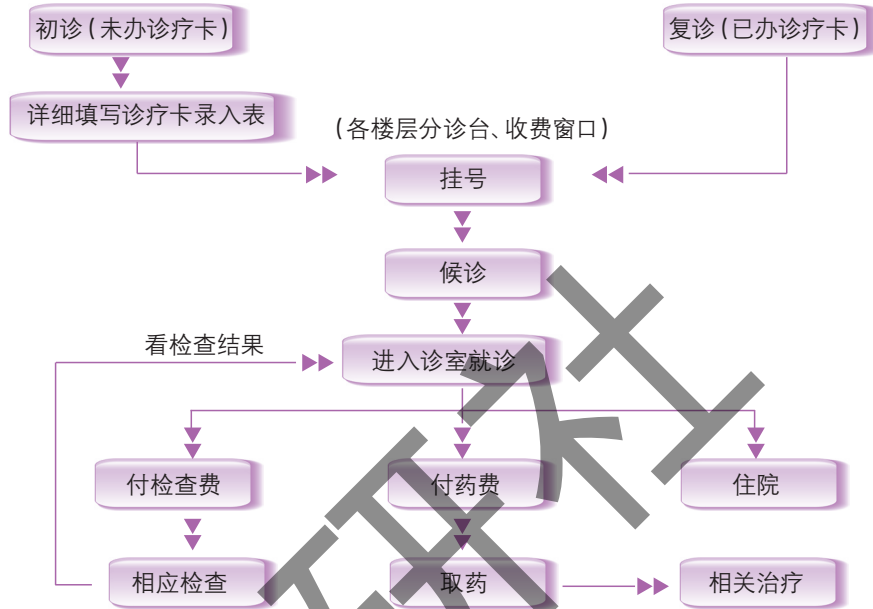 初诊(未办诊疗卡)
复诊(已办诊疗卡)
详细填写诊疗卡录入表
(各楼层分诊台、收费窗口)
挂号
候诊
看检查结果
进入诊室就诊
付检查费
付药费
住院
相应检查
取药
相关治疗
研社